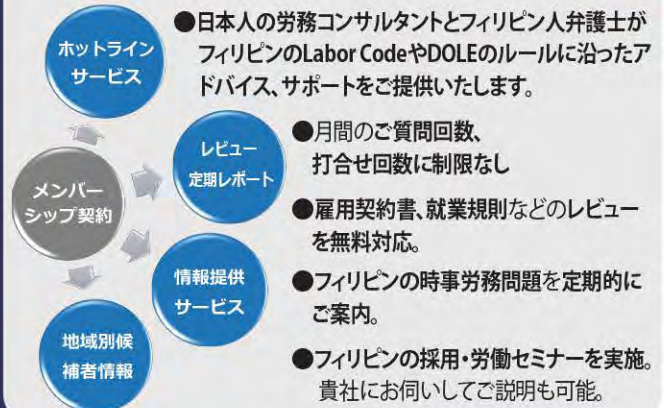 ホットライン
サービス
レビュー
定期レポート
メンバー
シップ契約
情報提供
サービス
地域別候
補者情報
●日本人の労務コンサルタントとフィリピン人弁護士が
フィリピンのLabor CodeやDOLEのルールに沿ったア
ドバイス、サポートをご提供いたします。
●月間のご質問回数、
打合せ回数に制限なし
●雇用契約書、就業規則などのレビュー
を無料対応。
●フィリピンの時事労務問題を定期的に
ご案内。
●フィリピンの採用・労働セミナーを実施。
貴社にお伺いしてご説明も可能。